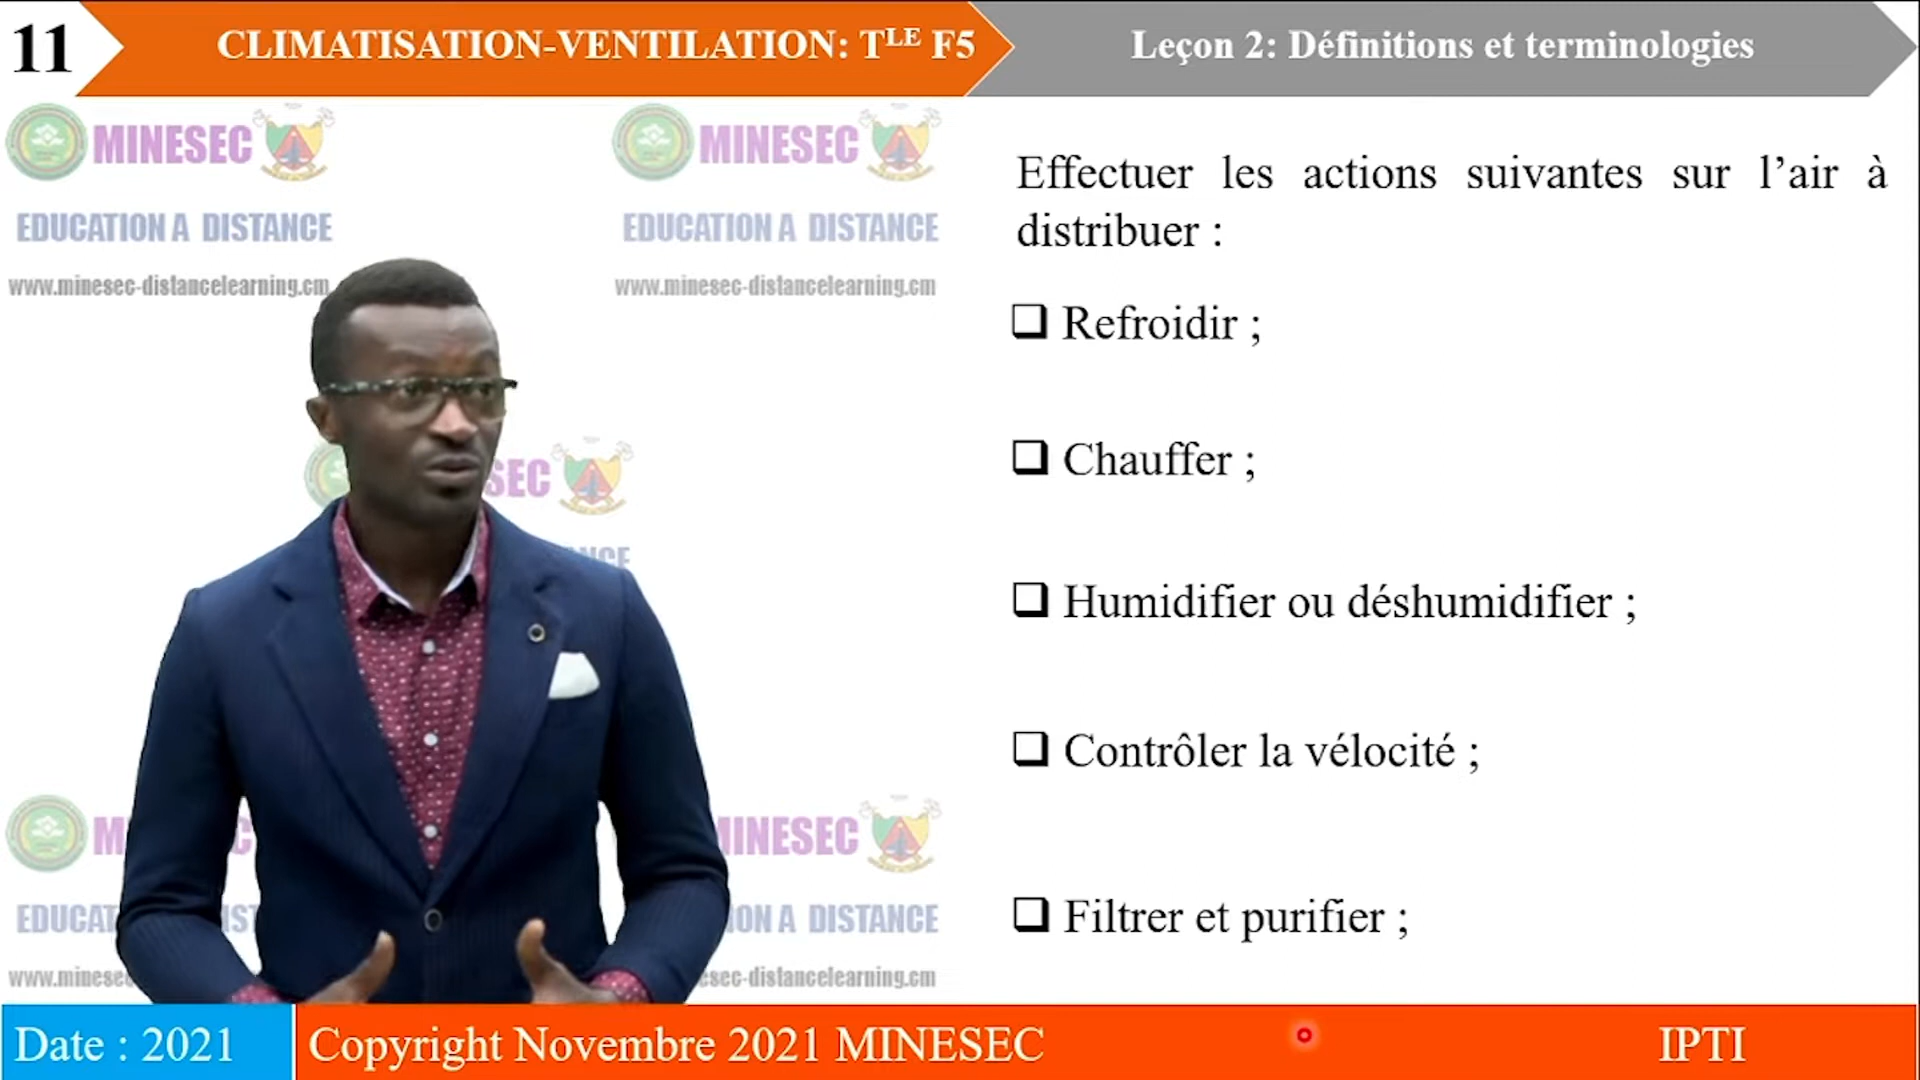 11
CLIMATISATION-VENTILATION: TLE F5
Leçon 2: Définitions et terminologies
MINESEC
EDUCATION A DISTANCE
www.minesec-distancelearning.cm
MINESEC
EDUCATION A DISTANCE
www.minesec-distancelearning.cm
Effectuer les actions suivantes sur l’air à
distribuer :
❑ Refroidir ;
❑ Chauffer ;
❑ Humidifier ou déshumidifier ;
❑ Contrôler la vélocité ;
❑ Filtrer et purifier ;
MINESEC
DISTANCE
Date : 2021
Copyright Novembre 2021 MINESEC
IPTI